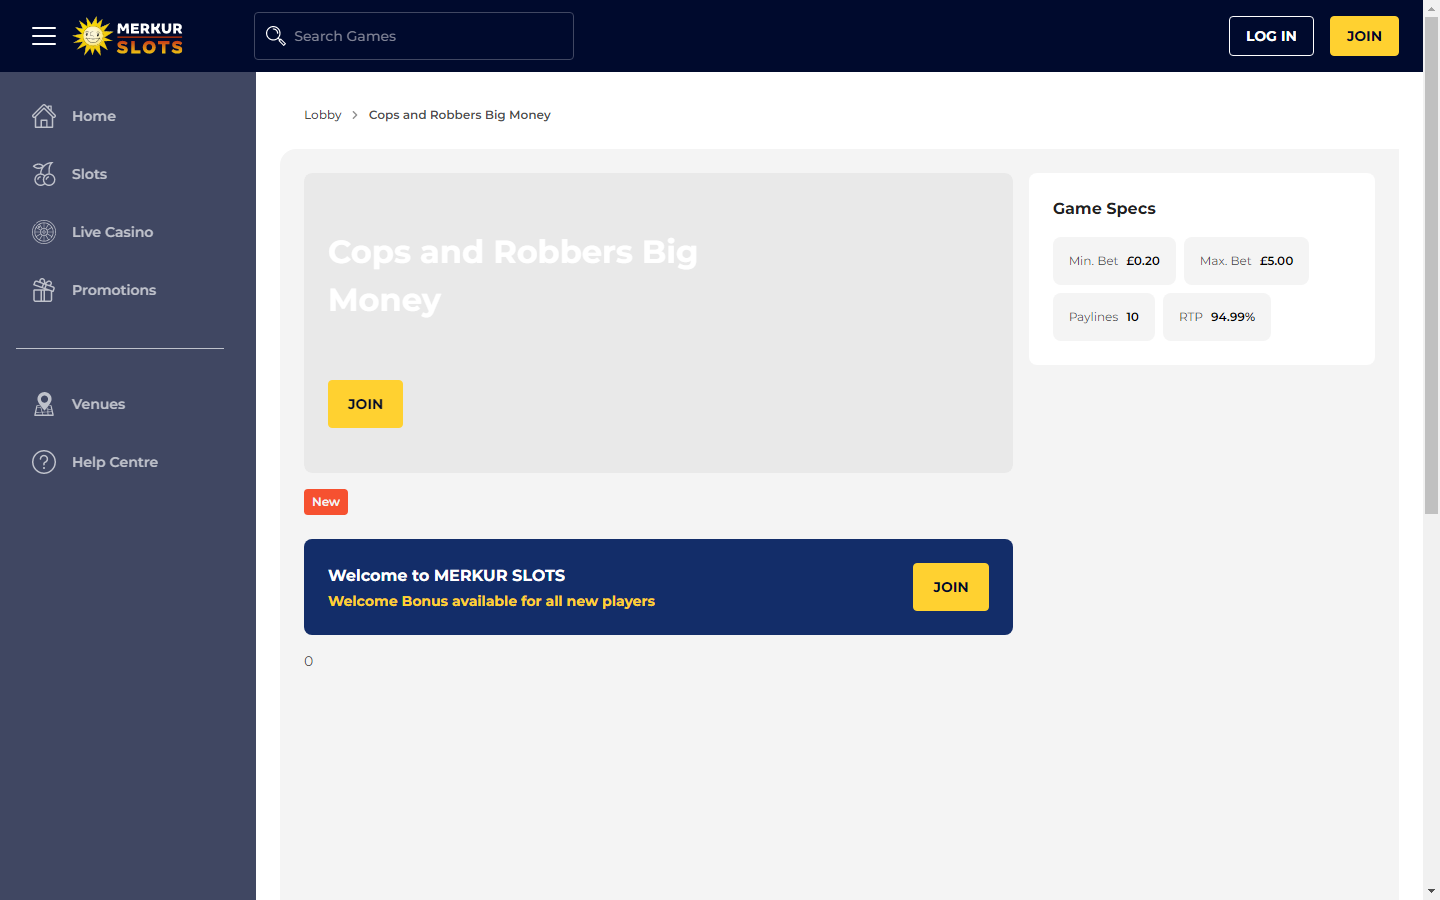 MERKUR
SLOTS
Search Games
LOG IN
JOIN
Home
Slots
Live Casino
Promotions
Venues
Help Centre
Lobby
Cops and Robbers Big Money
Cops and Robbers Big
Money
JOIN
New
Welcome to MERKUR SLOTS
Welcome Bonus available for all new players
JOIN
0
Game Specs
Min. Bet £0.20
Max. Bet £5.00
Paylines 10
RTP 94.99%